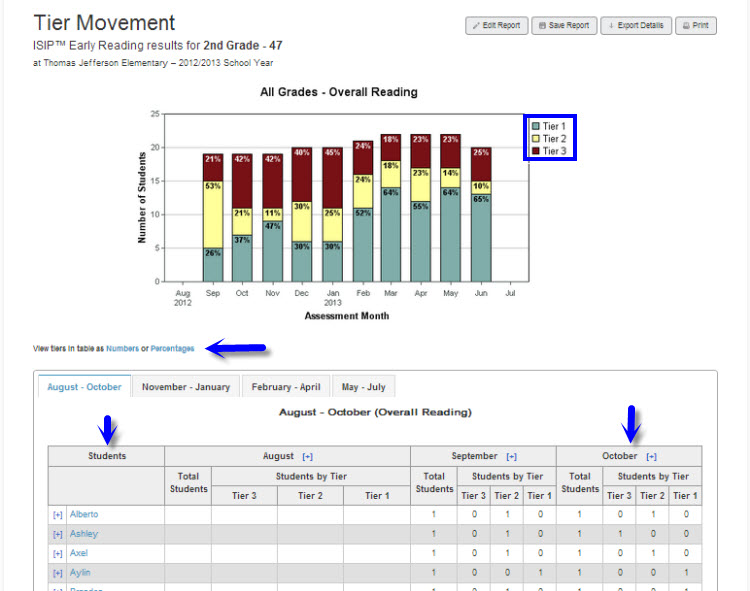 Tier Movement
Edit Report Save Report Export Details Print
ISIP™ Early Reading results for 2nd Grade - 47
at Thomas Jefferson Elementary – 2012/2013 School Year
All Grades - Overall Reading
Number of Students
25
20
15
10
5
0
21% 42% 42% 40% 45% 24% 18% 23% 23% 25%
53% 21% 11% 30% 25% 24% 18% 23% 14% 10%
26% 37% 47% 30% 30% 52% 64% 55% 64% 65%
Tier 1
Tier 2
Tier 3
Aug Sep Oct Nov Dec Jan Feb Mar Apr May Jun Jul
2012 2013
Assessment Month
View tiers in table as Numbers or Percentages
August - October November - January February - April May - July
August - October (Overall Reading)
Students August [+] September [+] October [+]
Total Students Students by Tier Total Students Students by Tier Total Students Students by Tier
Tier 3 Tier 2 Tier 1 Tier 3 Tier 2 Tier 1 Tier 3 Tier 2 Tier 1
[+] Alberto 1 0 1 0 1 0 1 0
[+] Ashley 1 0 1 0 1 1 0 0
[+] Axel 1 0 1 0 1 0 1 0
[+] Aylin 1 0 0 1 1 0 0 1